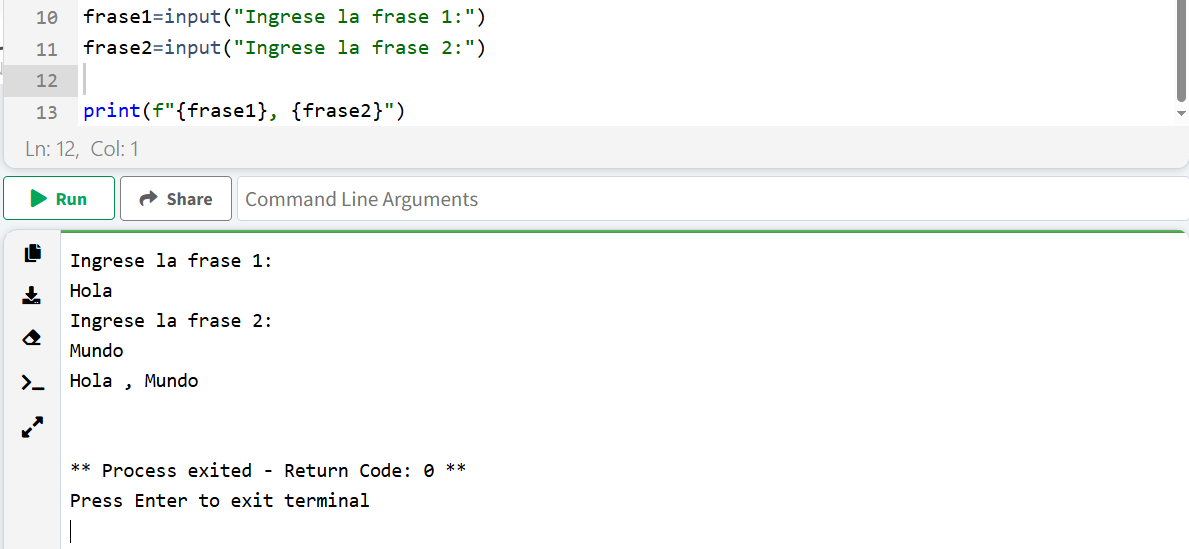 10 frase1=input("Ingrese la frase 1:")
11 frase2=input("Ingrese la frase 2:")
12
13 print(f"{frase1}, {frase2}")
Ln: 12, Col: 1
Run Share Command Line Arguments
Ingrese la frase 1:
Hola
Ingrese la frase 2:
Mundo
Hola , Mundo
** Process exited - Return Code: 0 **
Press Enter to exit terminal